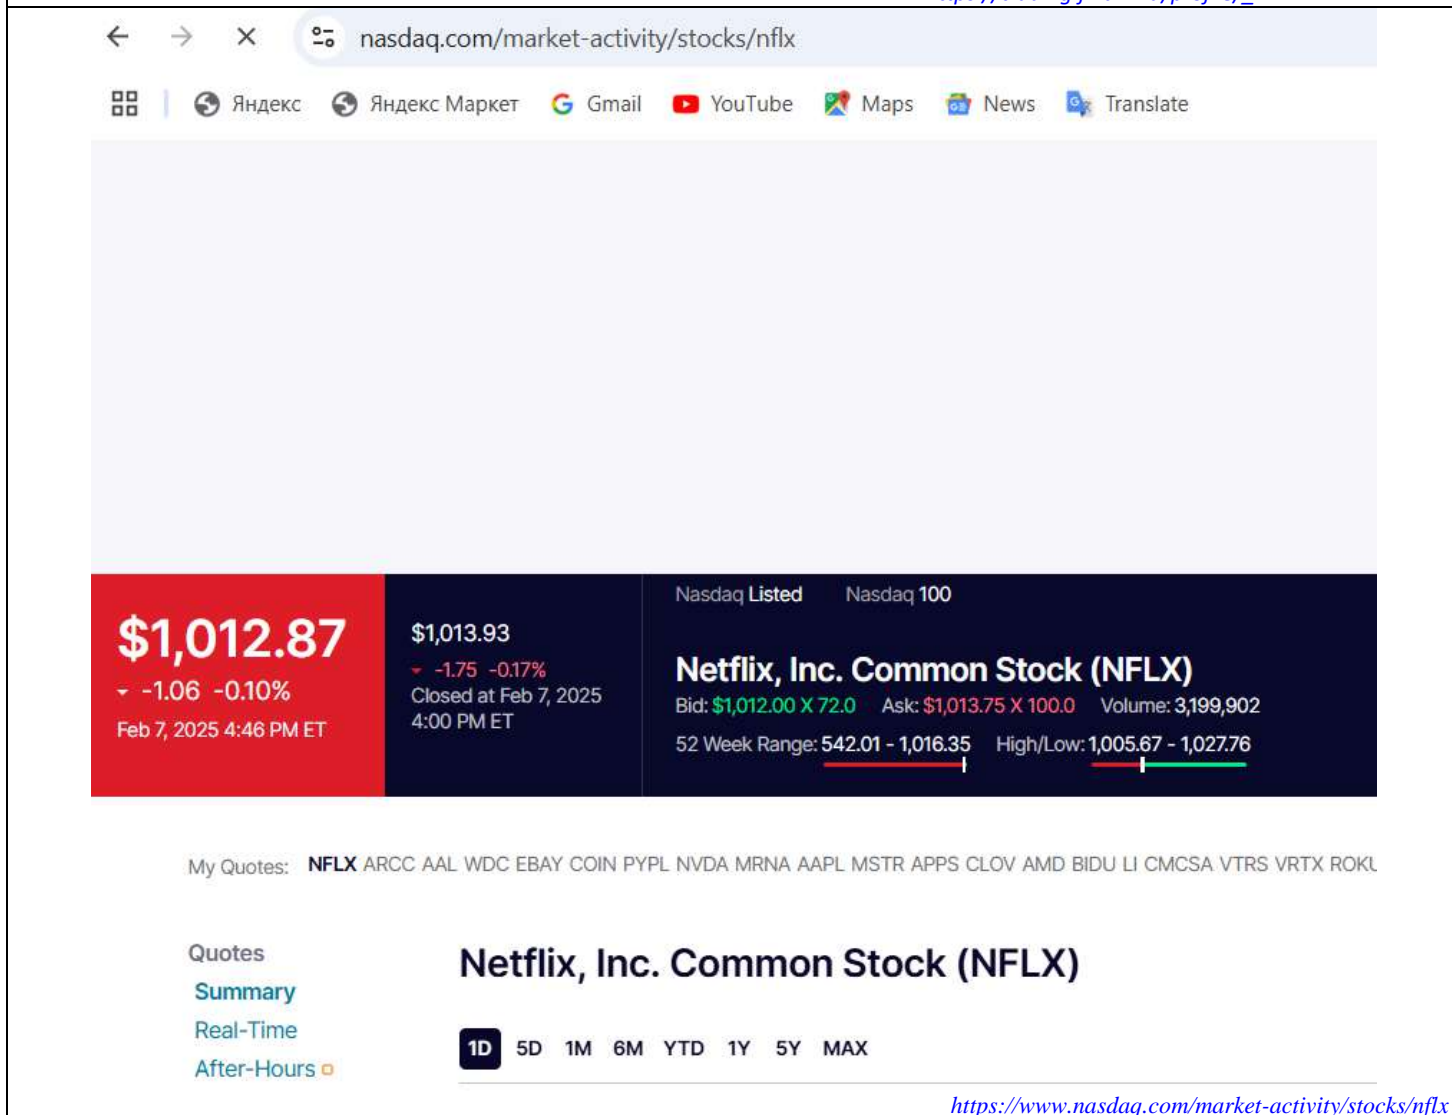 nasdaq.com/market-activity/stocks/nflx
Яндекс Яндекс Маркет Gmail YouTube Maps News Translate
$1,012.87
-1.06 -0.10%
Feb 7, 2025 4:46 PM ET
$1,013.93
-1.75 -0.17%
Closed at Feb 7, 2025
4:00 PM ET
Nasdaq Listed Nasdaq 100
Netflix, Inc. Common Stock (NFLX)
Bid: $1,012.00 X 72.0 Ask: $1,013.75 X 100.0 Volume: 3,199,902
52 Week Range: 542.01 - 1,016.35 High/Low: 1,005.67 - 1,027.76
My Quotes: NFLX ARCC AAL WDC EBAY COIN PYPL NVDA MRNA AAPL MSTR APPS CLOV AMD BIDU LI CMCSA VTRS VRTX ROKU
Quotes
Summary
Real-Time
After-Hours
Netflix, Inc. Common Stock (NFLX)
1D 5D 1M 6M YTD 1Y 5Y MAX
https://www.nasdaq.com/market-activity/stocks/nflx